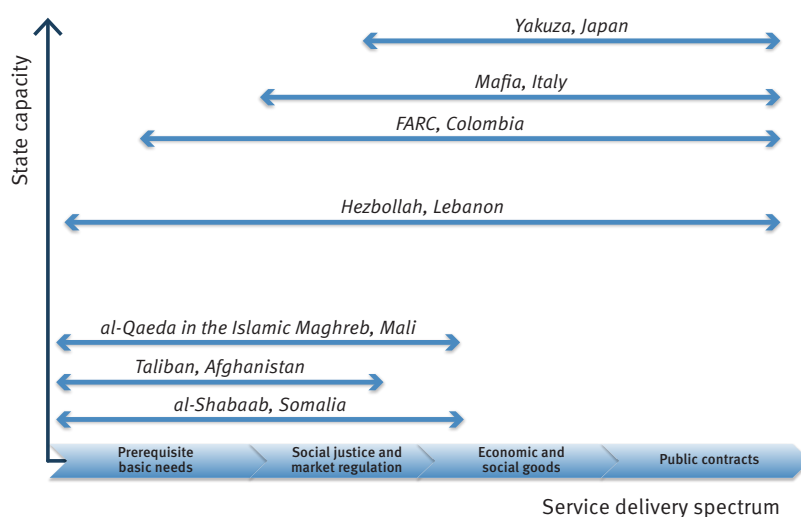 Yakuza, Japan
Mafia, Italy
FARC, Colombia
State capacity
Hezbollah, Lebanon
al-Qaeda in the Islamic Maghreb, Mali
Taliban, Afghanistan
al-Shabaab, Somalia
Prerequisite
basic needs
Social justice and
market regulation
Economic and
social goods
Public contracts
Service delivery spectrum